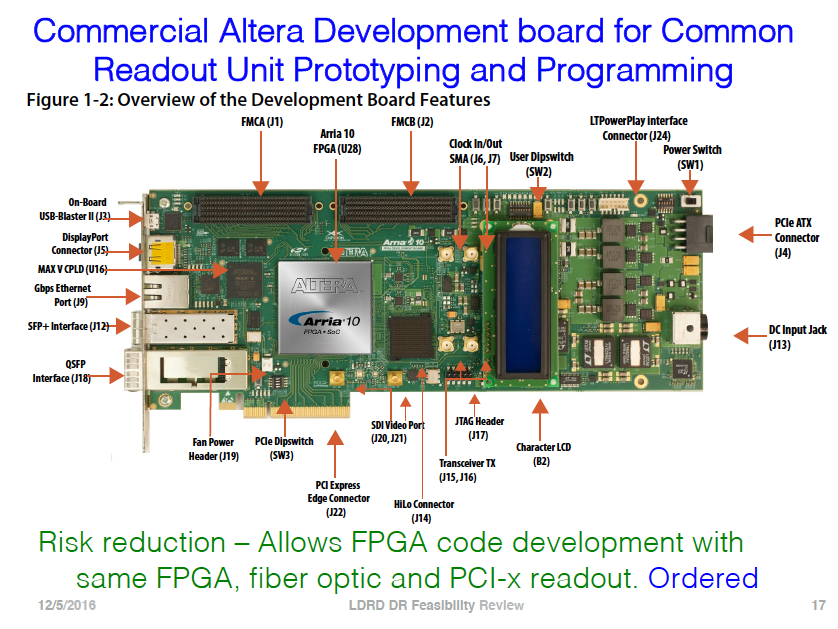 Commercial Altera Development board for Common
Readout Unit Prototyping and Programming
Figure 1-2: Overview of the Development Board Features
FMCA (J1)
Arria 10
FPGA (U28)
FMCB (J2)
Clock In/Out
SMA (J6, J7)
User Dipswitch
(SW2)
LTPowerPlay Interface
Connector (J24)
Power Switch
(SW1)
On-Board
USB-Blaster II (J3)
DisplayPort
Connector (J5)
MAX V CPLD (U16)
Gbps Ethernet
Port (J9)
SFP+ Interface (J12)
QSFP
Interface (J18)
PCIe ATX
Connector
(J4)
DC Input Jack
(J13)
Arria 10
ALTERA
Arria 10
FPGA • SoC
Fan Power
Header (J19)
PCIe Dipswitch
(SW3)
PCI Express
Edge Connector
(J22)
SDI Video Port
(J20, J21)
HiLo Connector
(J14)
Transceiver TX
(J15, J16)
JTAG Header
(J17)
Character LCD
(B2)
Risk reduction – Allows FPGA code development with
same FPGA, fiber optic and PCI-x readout. Ordered
12/5/2016
LDRD DR Feasibility Review
17